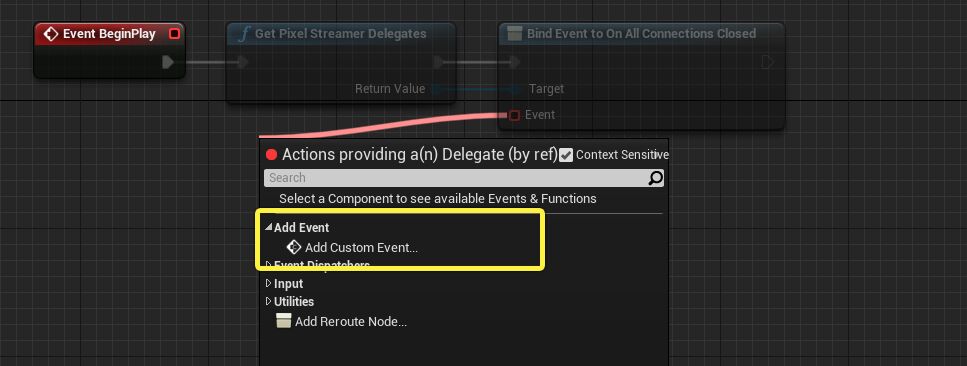 Event BeginPlay
Get Pixel Streamer Delegates
Bind Event to On All Connections Closed
Return Value
Target
Event
Actions providing a(n) Delegate (by ref)
Context Sensitive
Search
Select a Component to see available Events & Functions
Add Event
Add Custom Event...
Event Dispatchers
Input
Utilities
Add Reroute Node...